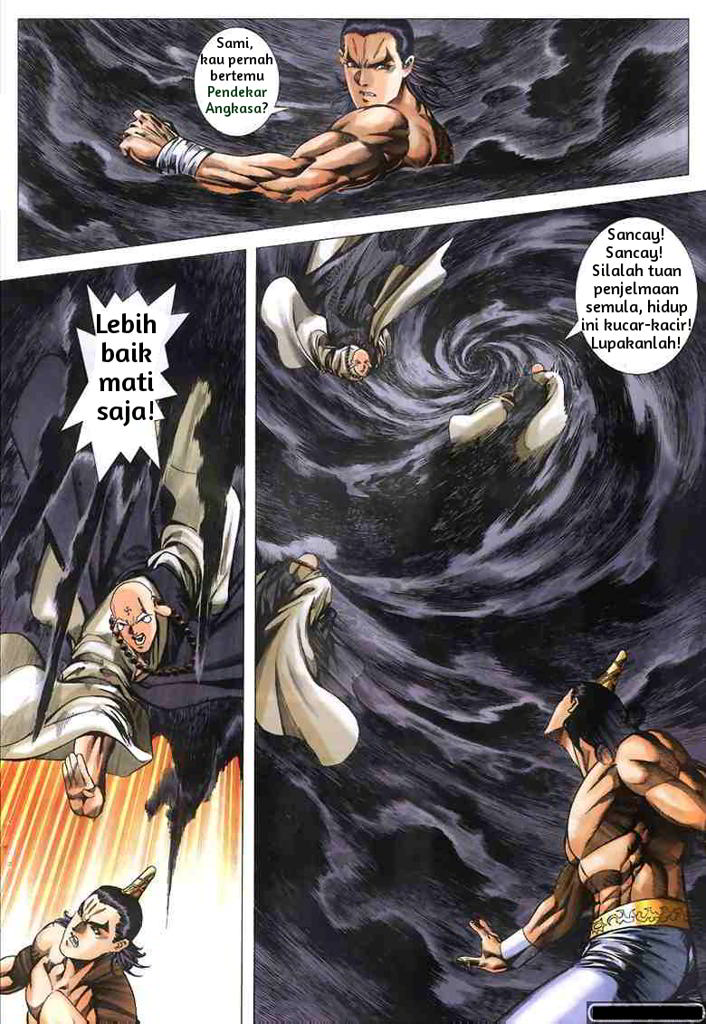 Sami,
kau pernah
bertemu
Pendekar
Angkasa?
Sancay!
Sancay!
Silalah tuan
penjelmaan
semula, hidup
ini kucar-kacir!
Lupakanlah!
Lebih
baik
mati
saja!